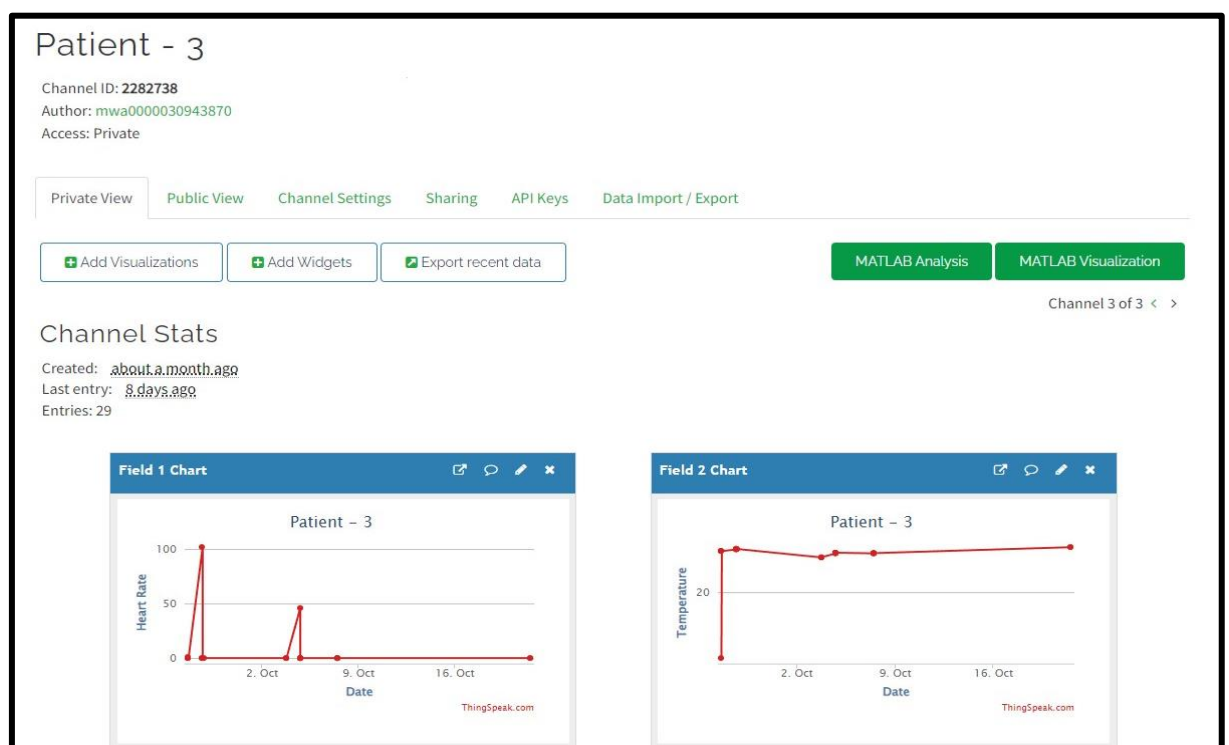 Patient - 3
Channel ID: 2282738
Author: mwa0000030943870
Access: Private
Private View Public View Channel Settings Sharing API Keys Data Import / Export
Add Visualizations Add Widgets Export recent data MATLAB Analysis MATLAB Visualization
Channel 3 of 3 < >
Channel Stats
Created: about a month ago
Last entry: 8 days ago
Entries: 29
Field 1 Chart
Patient - 3
Heart Rate
100
50
0
2. Oct 9. Oct 16. Oct
Date
ThingSpeak.com
Field 2 Chart
Patient - 3
Temperature
20
2. Oct 9. Oct 16. Oct
Date
ThingSpeak.com